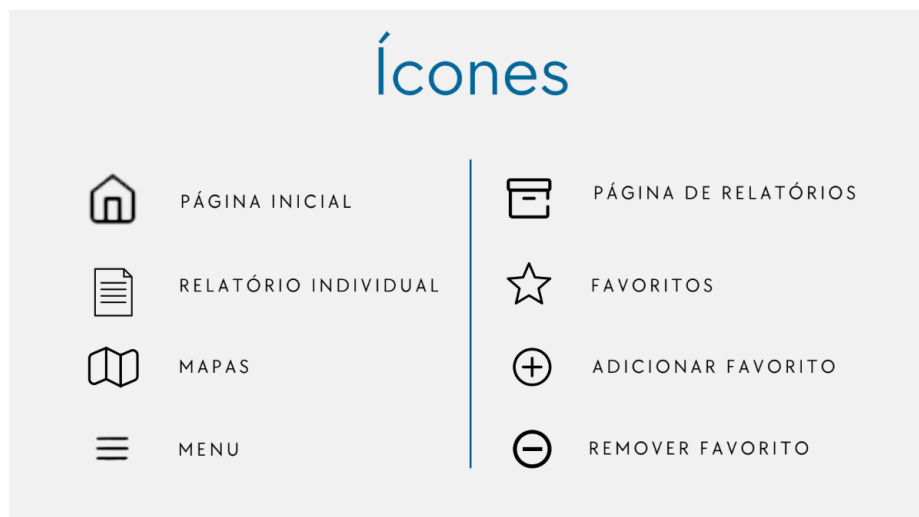 Ícones
PÁGINA INICIAL
RELATÓRIO INDIVIDUAL
MAPAS
MENU
PÁGINA DE RELATÓRIOS
FAVORITOS
ADICIONAR FAVORITO
REMOVER FAVORITO